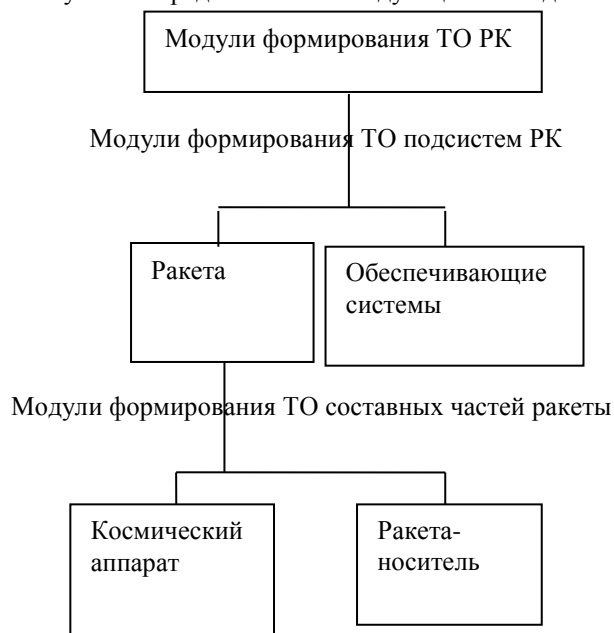 Модули формирования ТО РК
Модули формирования ТО подсистем РК
Ракета
Обеспечивающие
системы
Модули формирования ТО составных частей ракеты
Космический
аппарат
Ракета-
носитель